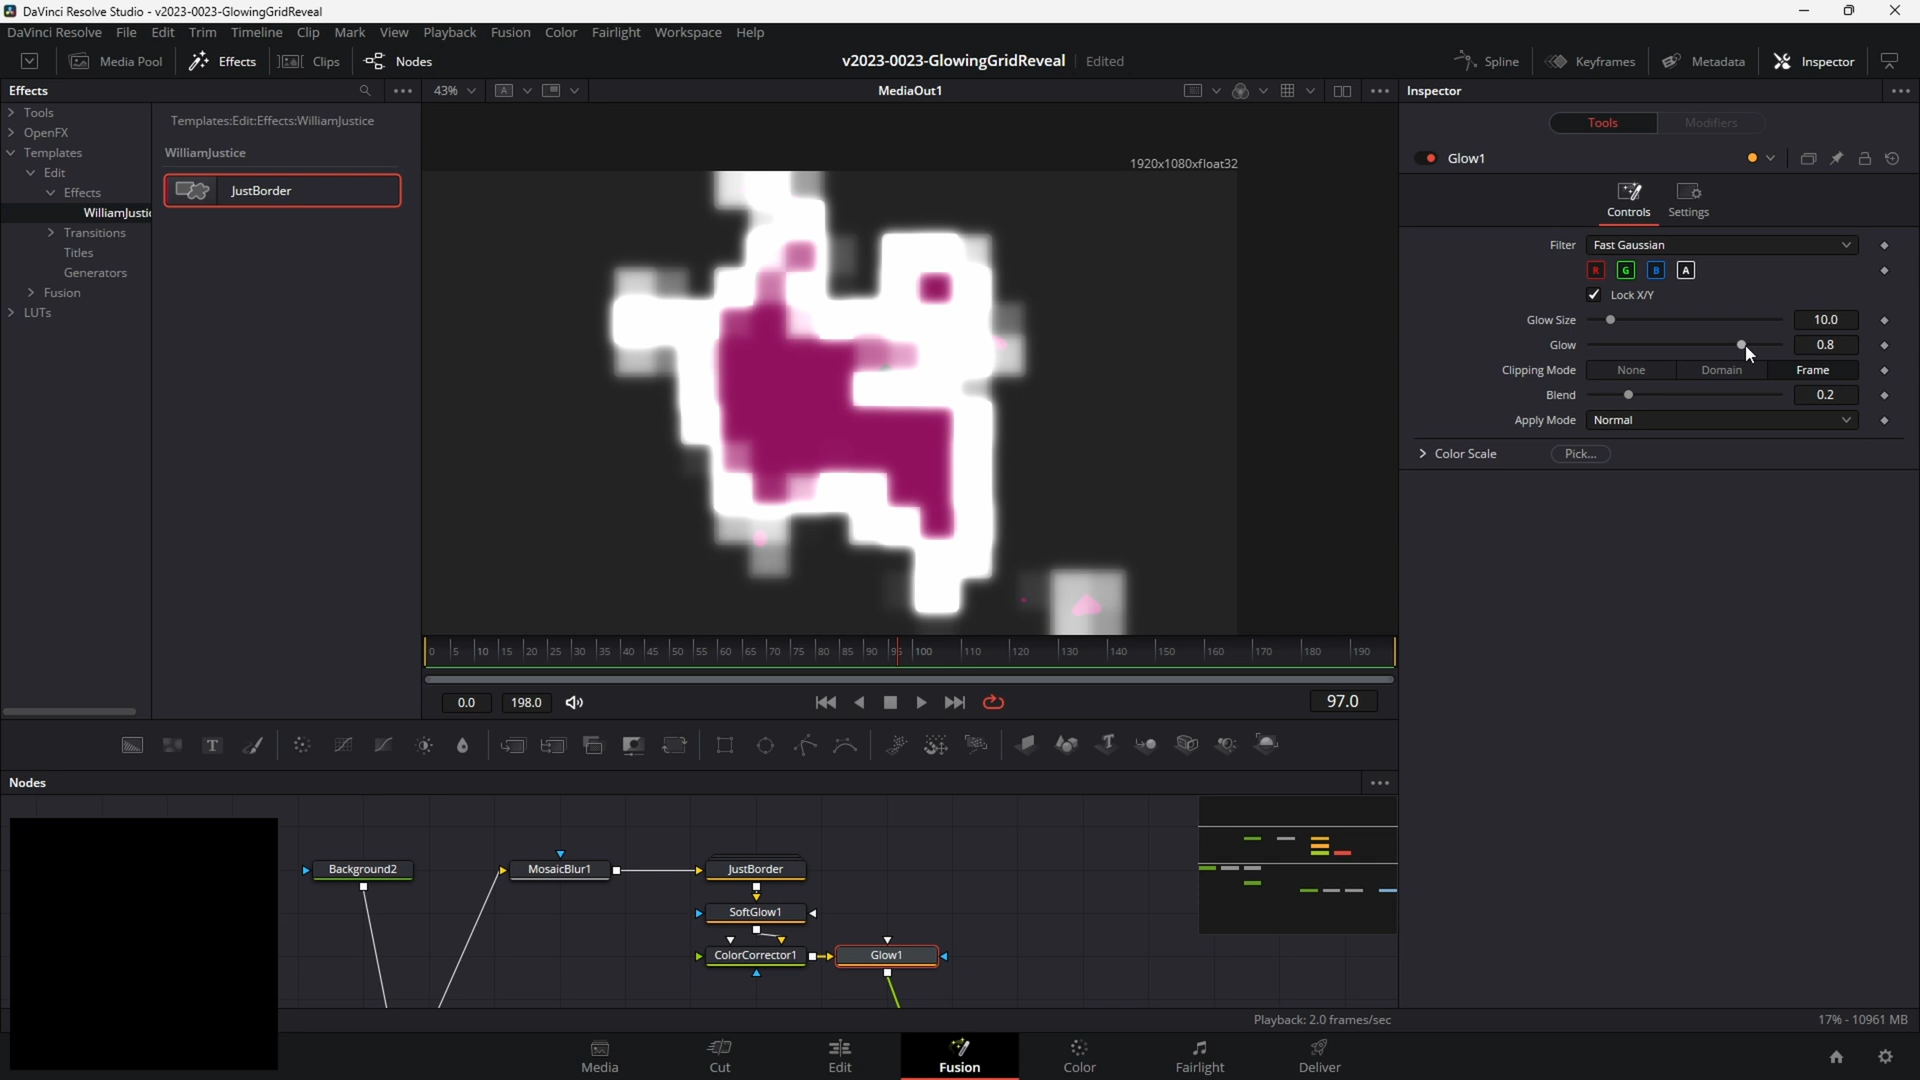 DaVinci Resolve Studio - v2023-0023-GlowingGridReveal
DaVinci Resolve File Edit Trim Timeline Clip Mark View Playback Fusion Color Fairlight Workspace Help
Media Pool Effects Clips Nodes v2023-0023-GlowingGridReveal Edited Spline Keyframes Metadata Inspector
Effects 43% A MediaOut1 Inspector
Tools
OpenFX
Templates
Edit
Effects
WilliamJustic
Transitions
Titles
Generators
Fusion
LUTs
Templates:Edit:Effects:WilliamJustice
WilliamJustice
JustBorder
1920x1080xfloat32
Tools Modifiers
Glow1
Controls Settings
Filter Fast Gaussian
R G B A
Lock X/Y
Glow Size 10.0
Glow 0.8
Clipping Mode None Domain Frame
Blend 0.2
Apply Mode Normal
Color Scale Pick...
0 5 10 15 20 25 30 35 40 45 50 55 60 65 70 75 80 85 90 95 100 110 120 130 140 150 160 170 180 190
0.0 198.0 97.0
T
Nodes
Background2 MosaicBlur1 JustBorder
SoftGlow1
ColorCorrector1 Glow1
Playback: 2.0 frames/sec 17% - 10961 MB
Media Cut Edit Fusion Color Fairlight Deliver